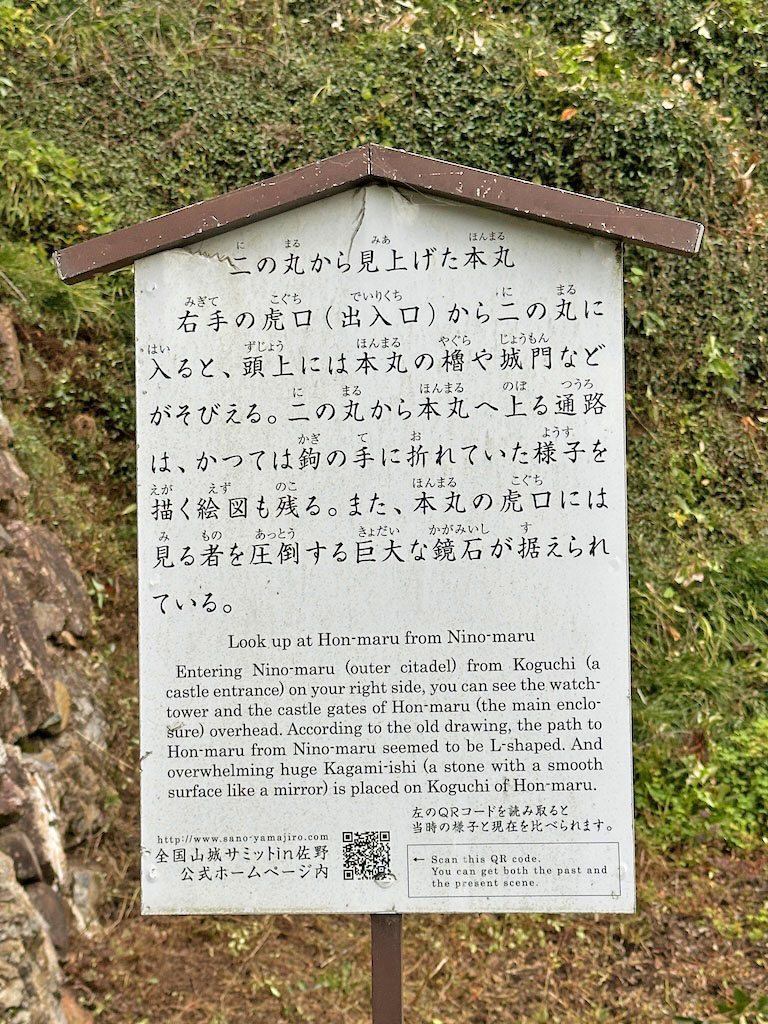 二の丸から見上げた本丸
右手の虎口（出入口）から二の丸に
入ると、頭上には本丸の櫓や城門など
がそびえる。二の丸から本丸へ上る通路
は、かつては鉤の手に折れていた様子を
描く絵図も残る。また、本丸の虎口には
見る者を圧倒する巨大な鏡石が据えられ
ている。
Look up at Hon-maru from Nino-maru
Entering Nino-maru (outer citadel) from Koguchi (a
castle entrance) on your right side, you can see the watch-
tower and the castle gates of Hon-maru (the main enclo-
sure) overhead. According to the old drawing, the path to
Hon-maru from Nino-maru seemed to be L-shaped. And
overwhelming huge Kagami-ishi (a stone with a smooth
surface like a mirror) is placed on Koguchi of Hon-maru.
左のQRコードを読み取ると
当時の様子と現在を比べられます。
http://www.sano-yamajiro.com
全国山城サミットin佐野
公式ホームページ内
← Scan this QR code.
You can get both the past and
the present scene.